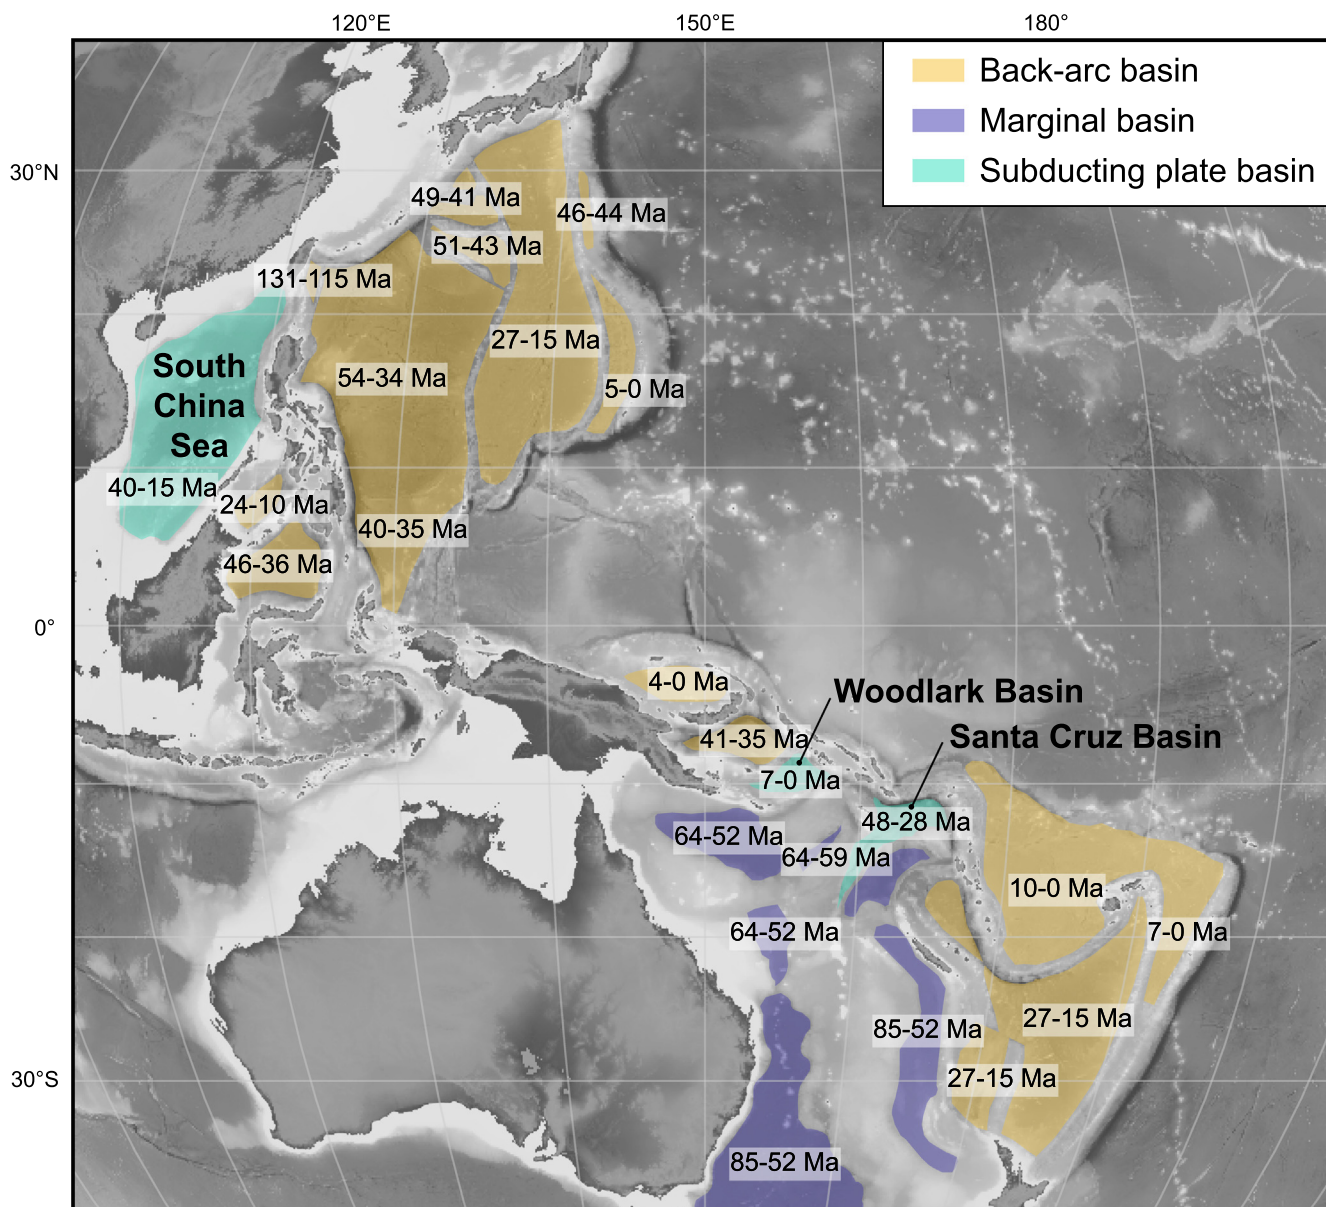 120°E
150°E
180°
Back-arc basin
Marginal basin
Subducting plate basin
30°N
49-41 Ma
46-44 Ma
51-43 Ma
131-115 Ma
27-15 Ma
South
China
Sea
54-34 Ma
5-0 Ma
40-15 Ma
24-10 Ma
40-35 Ma
46-36 Ma
0°
4-0 Ma
Woodlark Basin
41-35 Ma
Santa Cruz Basin
7-0 Ma
48-28 Ma
64-52 Ma
64-59 Ma
10-0 Ma
64-52 Ma
7-0 Ma
27-15 Ma
85-52 Ma
30°S
27-15 Ma
85-52 Ma